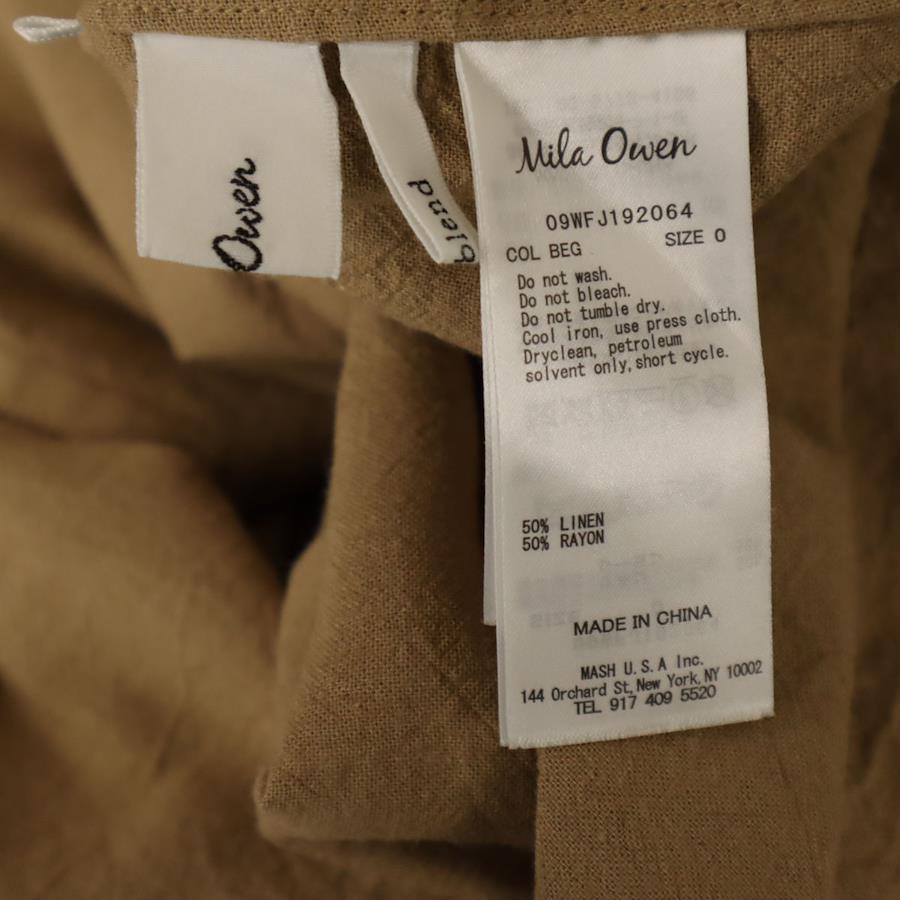 Owen
Blend
Mila Owen
09WFJ192064
COL BEG SIZE 0
Do not wash.
Do not bleach.
Do not tumble dry.
Cool iron, use press cloth.
Dryclean, petroleum
solvent only,short cycle.
50% LINEN
50% RAYON
MADE IN CHINA
MASH U.S.A Inc.
144 Orchard St,New York,NY 10002
TEL 917 409 5520